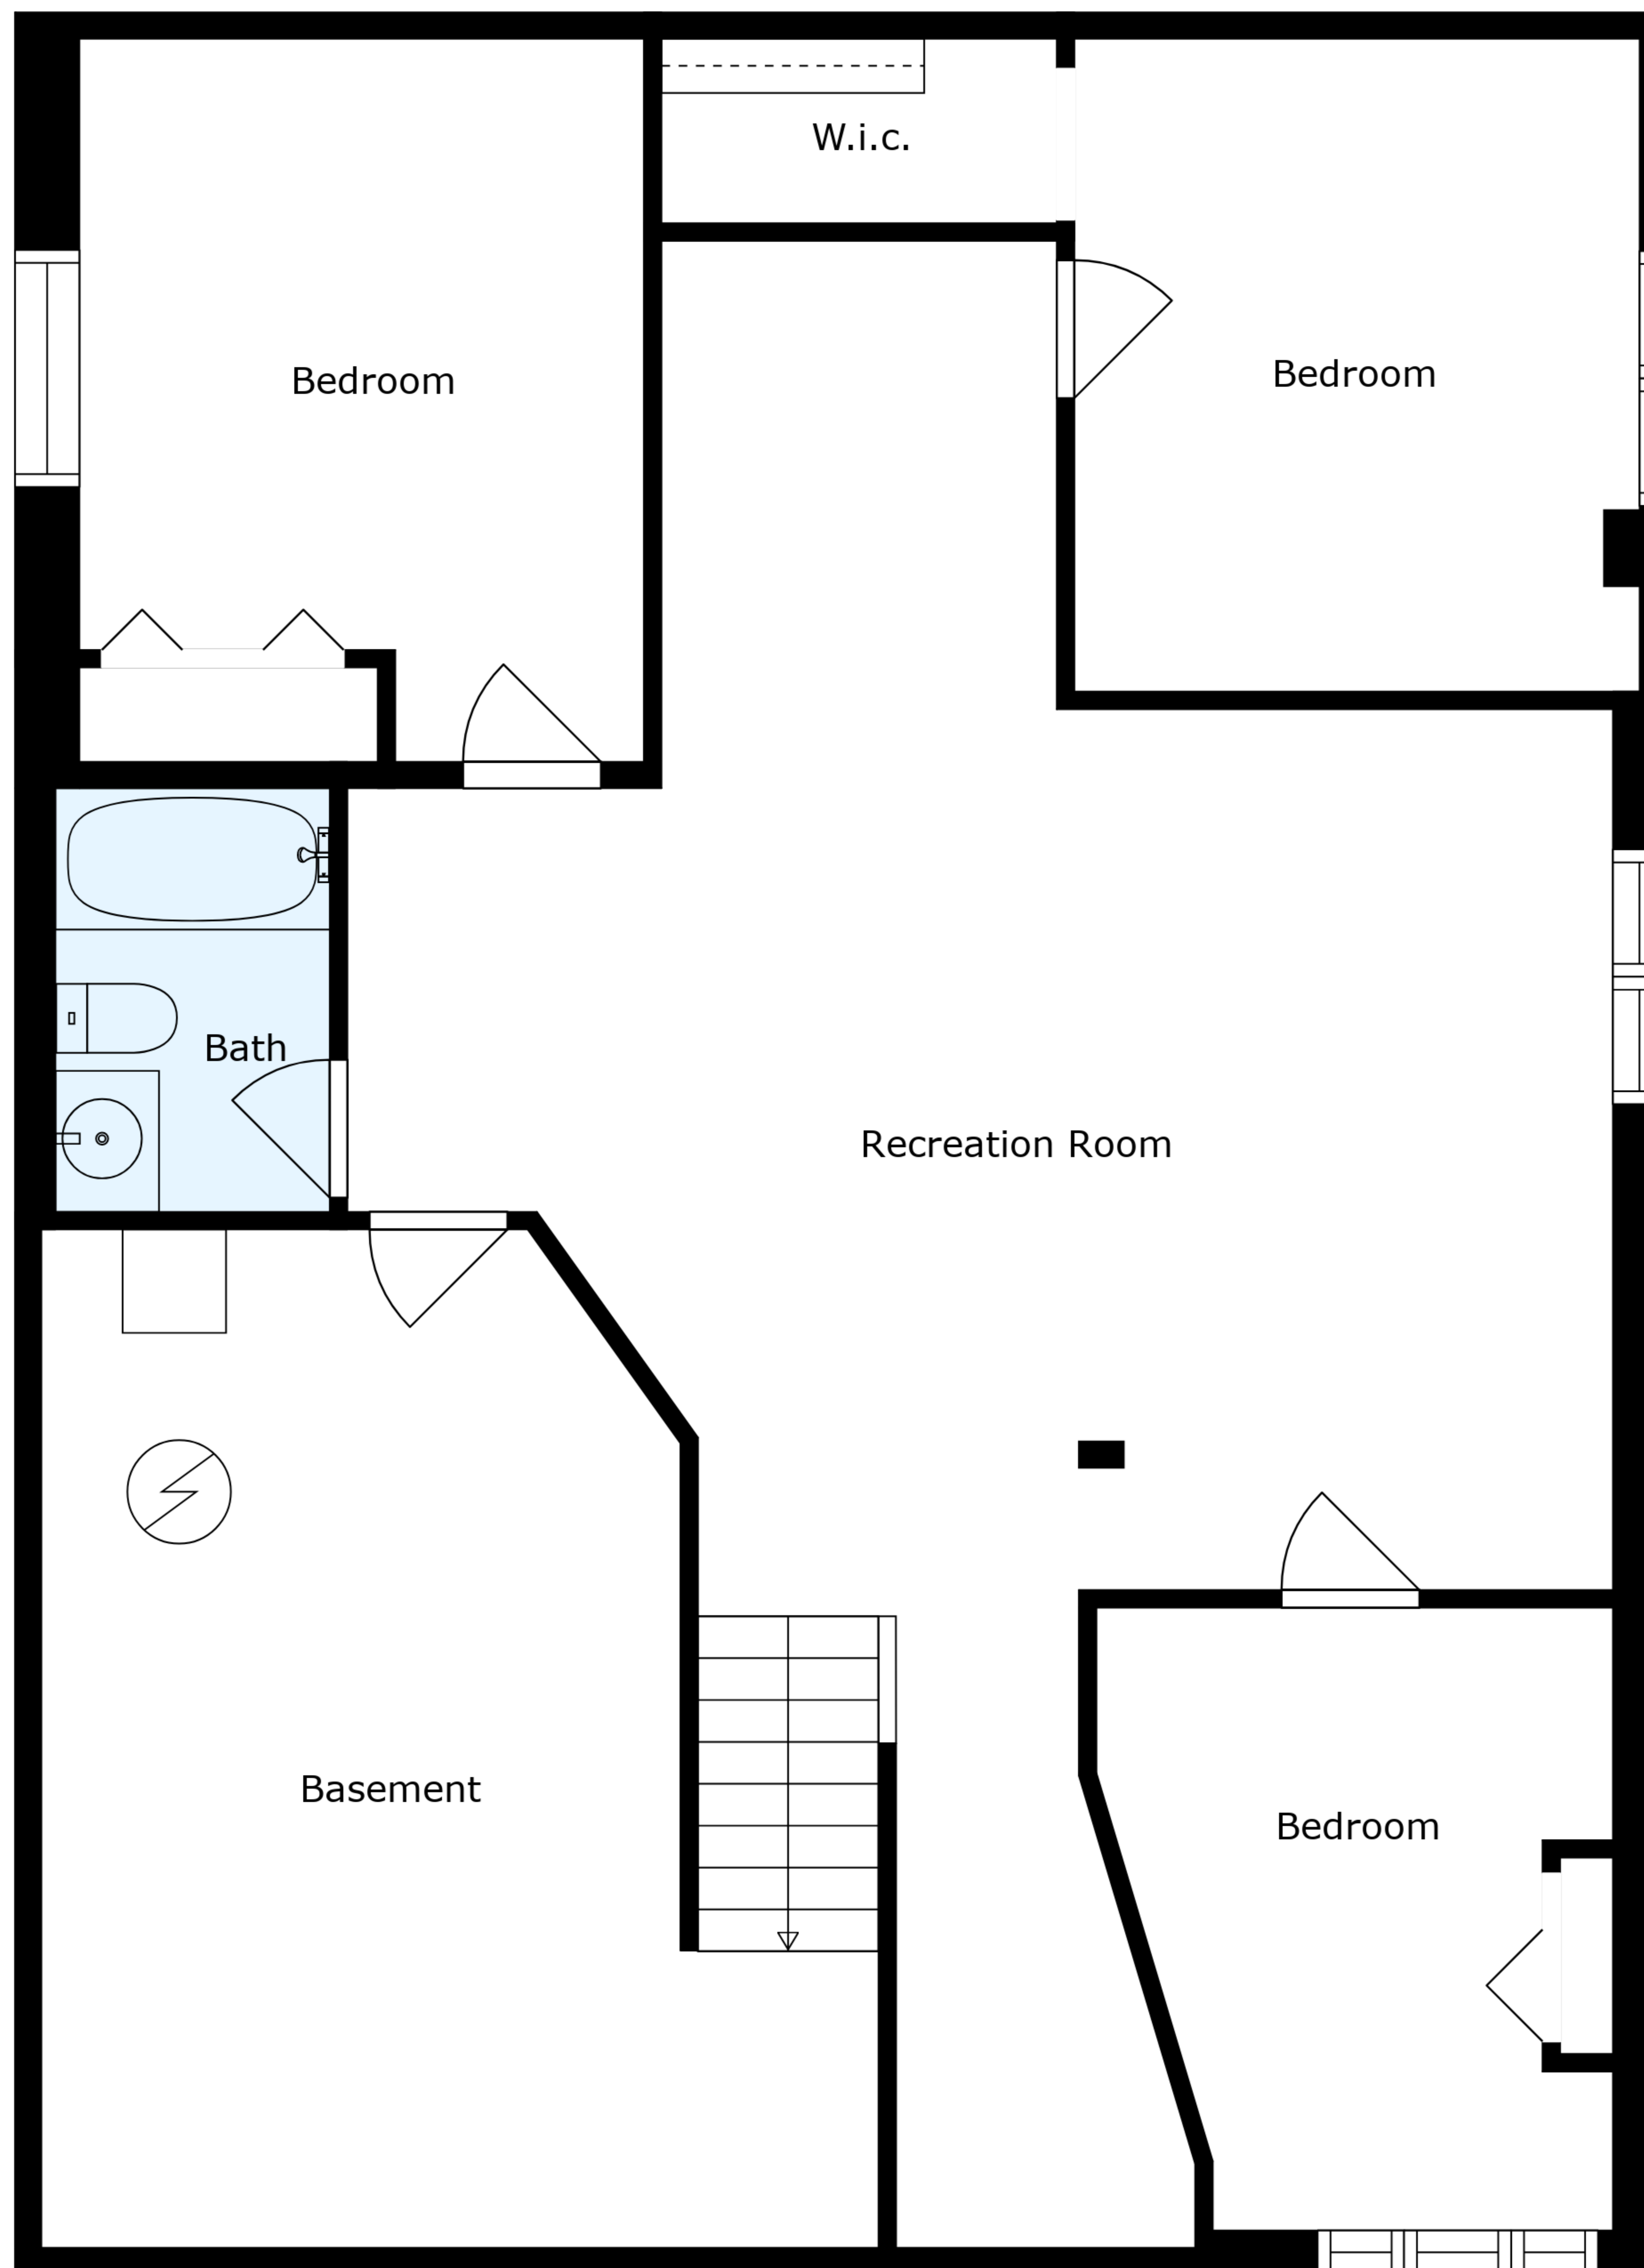 W.i.c.
Bedroom
Bedroom
Bath
Recreation Room
Basement
Bedroom